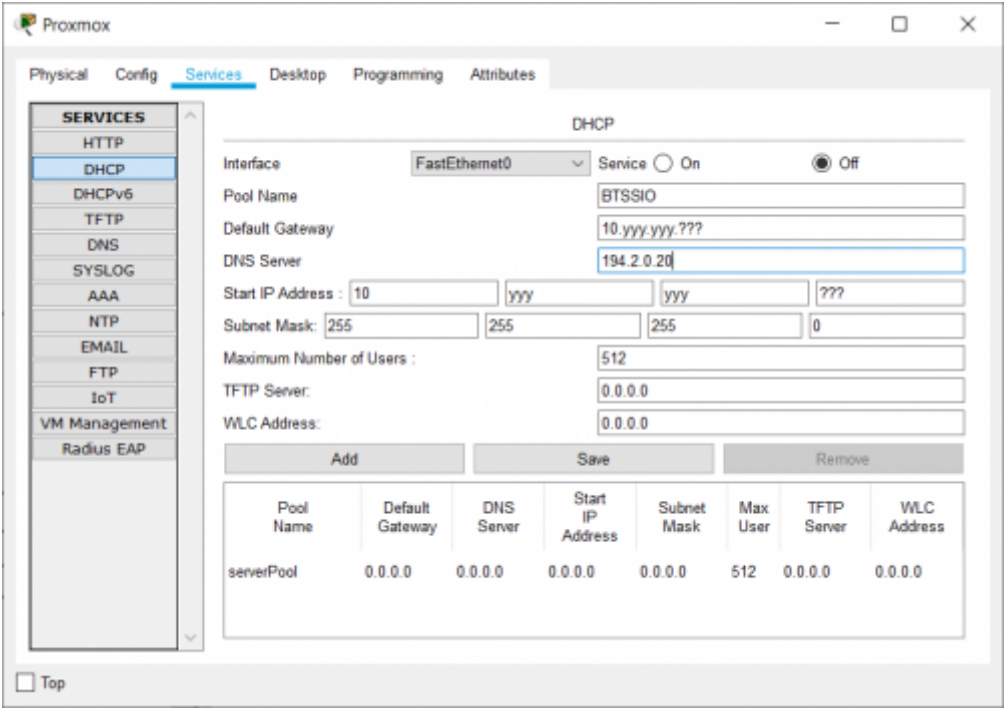 Proxmox
Physical Config Services Desktop Programming Attributes
SERVICES
HTTP
DHCP
DHCPv6
TFTP
DNS
SYSLOG
AAA
NTP
EMAIL
FTP
IoT
VM Management
Radius EAP
DHCP
Interface FastEthernet0 Service On Off
Pool Name BTSSIO
Default Gateway 10.yyy.yyy.???
DNS Server 194.2.0.20
Start IP Address : 10 yyy yyy ???
Subnet Mask: 255 255 255 0
Maximum Number of Users : 512
TFTP Server: 0.0.0.0
WLC Address: 0.0.0.0
Add Save Remove
Pool Name Default Gateway DNS Server Start IP Address Subnet Mask Max User TFTP Server WLC Address
serverPool 0.0.0.0 0.0.0.0 0.0.0.0 0.0.0.0 512 0.0.0.0 0.0.0.0
Top